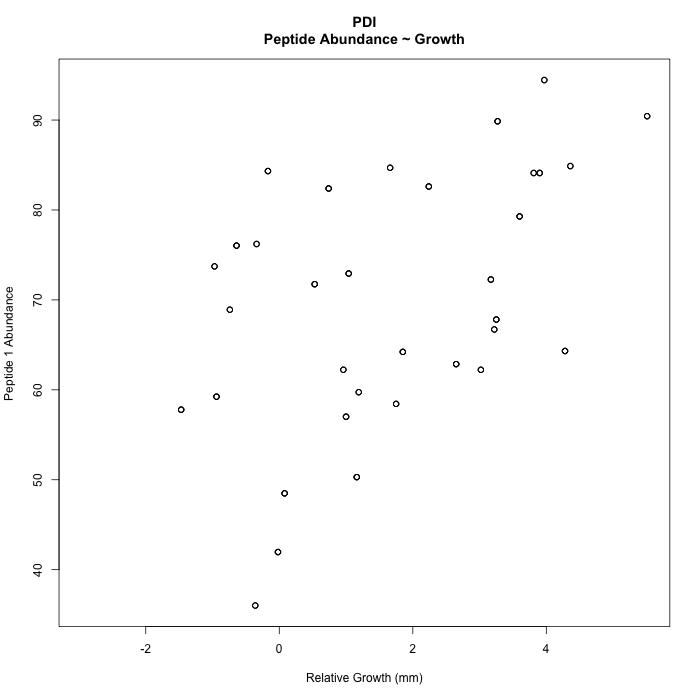 PDI
Peptide Abundance ~ Growth
Peptide 1 Abundance
90
80
70
60
50
40
-2 0 2 4
Relative Growth (mm)